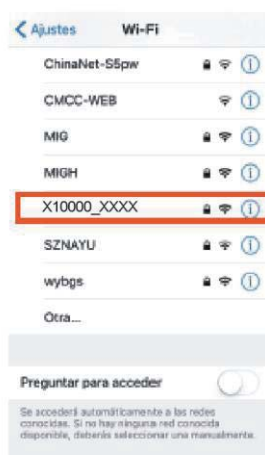 Ajustes Wi-Fi
ChinaNet-S5pw
CMCC-WEB
MIG
MIGH
X10000_XXXX
SZNAYU
wybgs
Otra...
Preguntar para acceder
Se accederá automáticamente a las redes
conocidas. Si no hay ninguna red conocida
disponible, deberás seleccionar una manualmente.